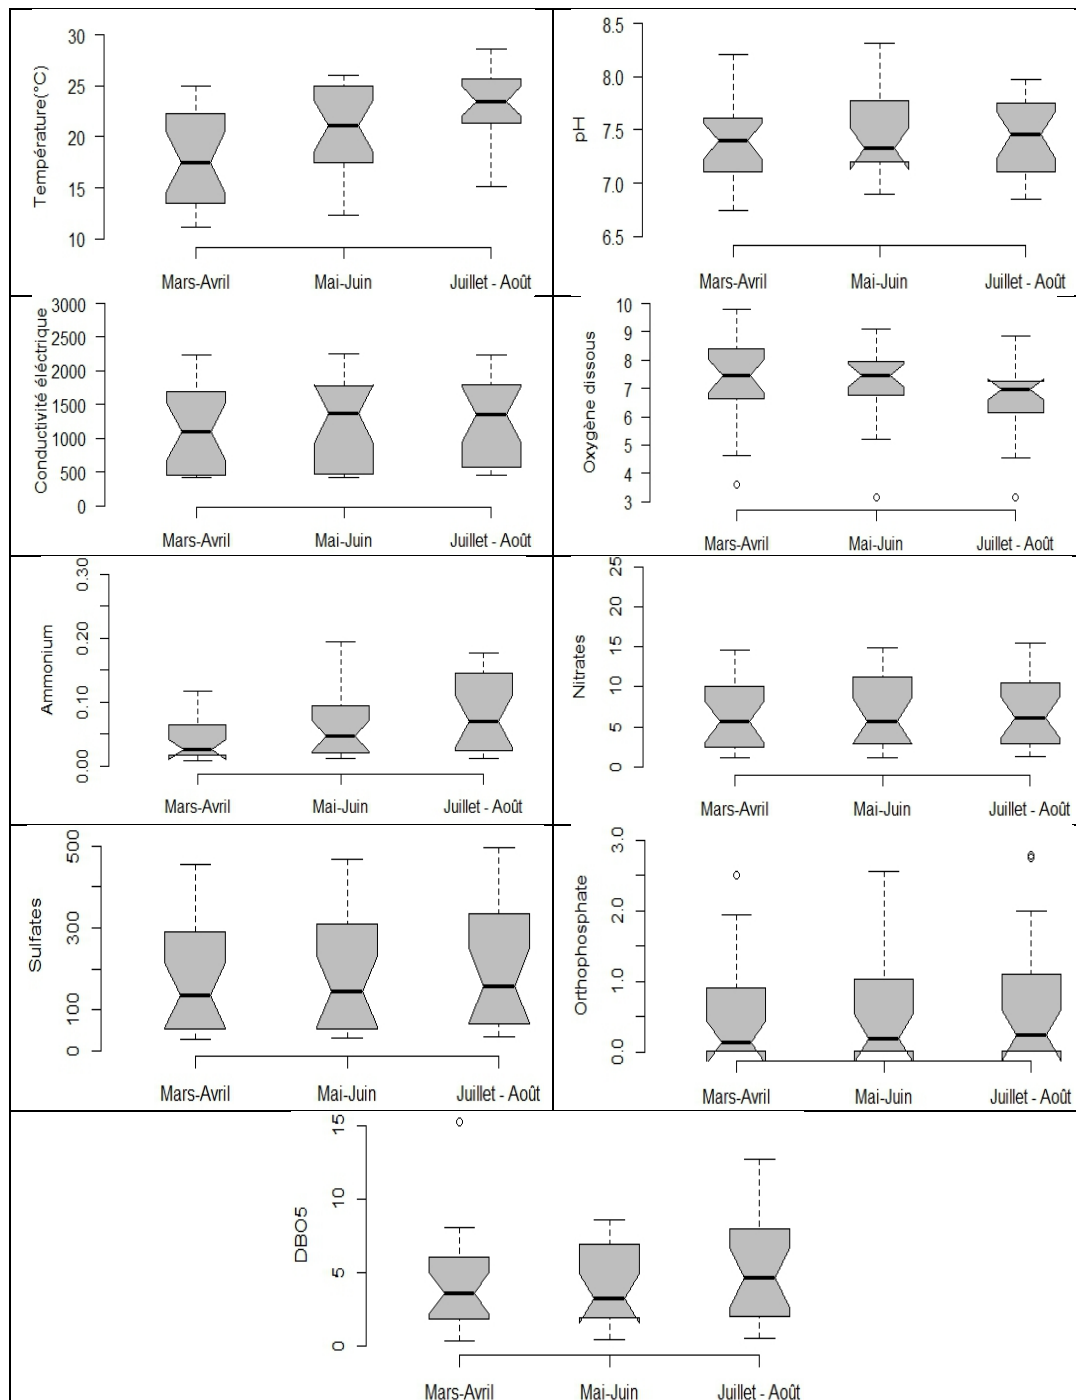 Température(°C)
30
25
20
15
10
Mars-Avril
Mai-Juin
Juillet - Août
pH
8.5
8.0
7.5
7.0
6.5
Mars-Avril
Mai-Juin
Juillet - Août
Conductivité éléctrique
3000
2500
2000
1500
1000
500
0
Mars-Avril
Mai-Juin
Juillet - Août
Oxygène dissous
10
9
8
7
6
5
4
3
Mars-Avril
Mai-Juin
Juillet - Août
Ammonium
0.30
0.20
0.10
0.00
Mars-Avril
Mai-Juin
Juillet - Août
Nitrates
25
20
15
10
5
0
Mars-Avril
Mai-Juin
Juillet - Août
Sulfates
500
300
100
0
Mars-Avril
Mai-Juin
Juillet - Août
Orthophosphate
3.0
2.0
1.0
0.0
Mars-Avril
Mai-Juin
Juillet - Août
DBO5
15
10
5
0
Mars-Avril
Mai-Juin
Juillet - Août